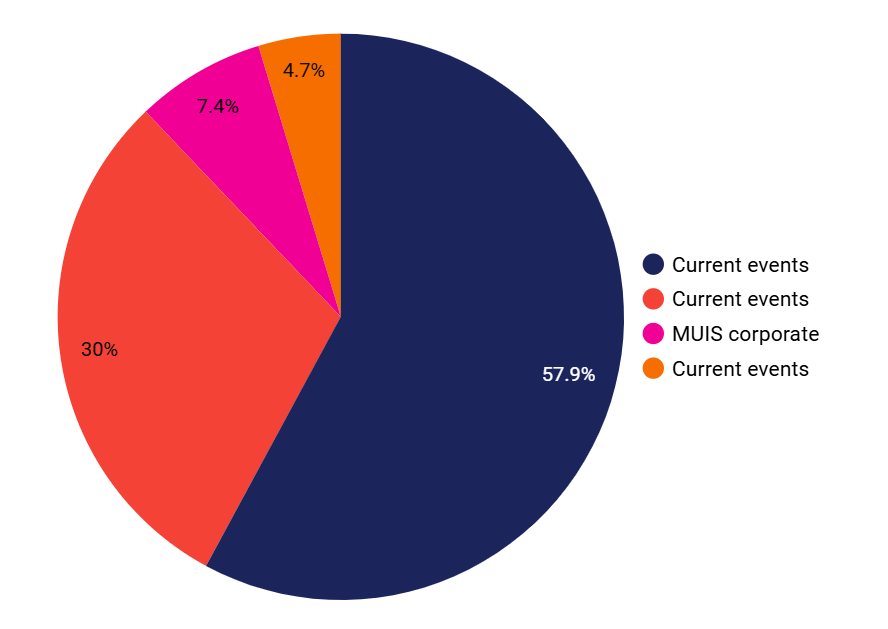 4.7%
7.4%
30%
57.9%
Current events
Current events
MUIS corporate
Current events